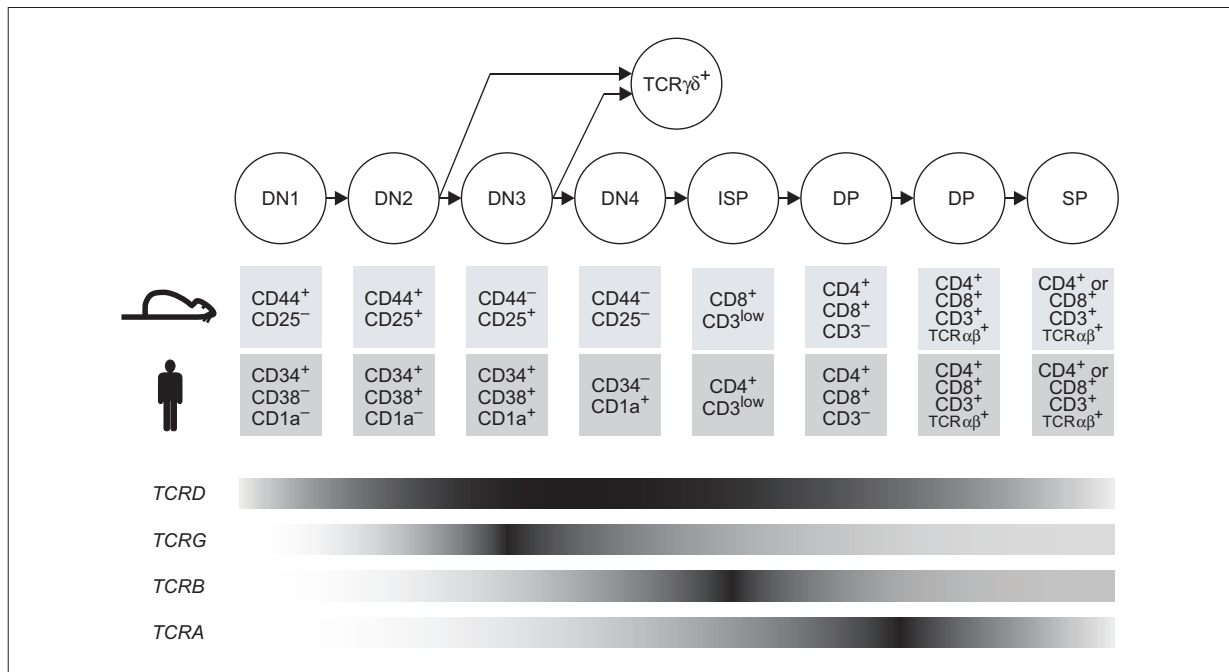 TCRγδ⁺
DN1 DN2 DN3 DN4 ISP DP DP SP
CD44⁺
CD25⁻
CD44⁺
CD25⁺
CD44⁻
CD25⁺
CD44⁻
CD25⁻
CD8⁺
CD3ˡᵒʷ
CD4⁺
CD8⁺
CD3⁻
CD4⁺
CD8⁺
CD3⁺
TCRαβ⁺
CD4⁺ or
CD8⁺
CD3⁺
TCRαβ⁺
CD34⁺
CD38⁻
CD1a⁻
CD34⁺
CD38⁺
CD1a⁻
CD34⁺
CD38⁺
CD1a⁺
CD34⁻
CD1a⁺
CD4⁺
CD3ˡᵒʷ
CD4⁺
CD8⁺
CD3⁻
CD4⁺
CD8⁺
CD3⁺
TCRαβ⁺
CD4⁺ or
CD8⁺
CD3⁺
TCRαβ⁺
TCRD
TCRG
TCRB
TCRA